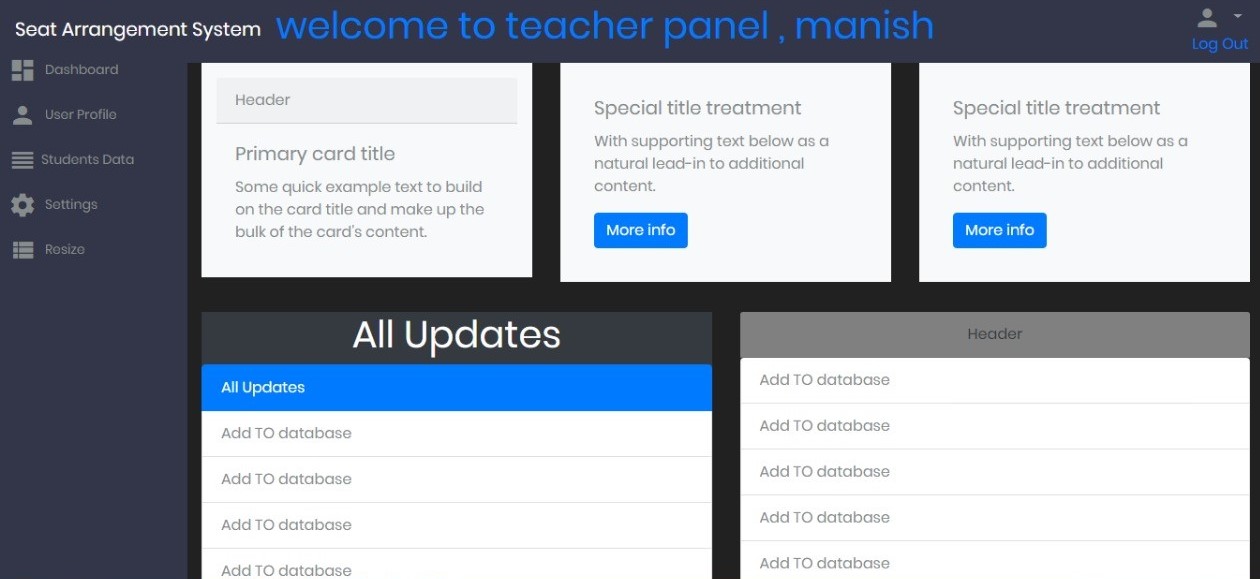 Seat Arrangement System
welcome to teacher panel , manish
Log Out
Dashboard
User Profile
Students Data
Settings
Resize
Header
Primary card title
Some quick example text to build
on the card title and make up the
bulk of the card's content.
Special title treatment
With supporting text below as a
natural lead-in to additional
content.
More info
Special title treatment
With supporting text below as a
natural lead-in to additional
content.
More info
All Updates
All Updates
Add TO database
Add TO database
Add TO database
Add TO database
Header
Add TO database
Add TO database
Add TO database
Add TO database
Add TO database